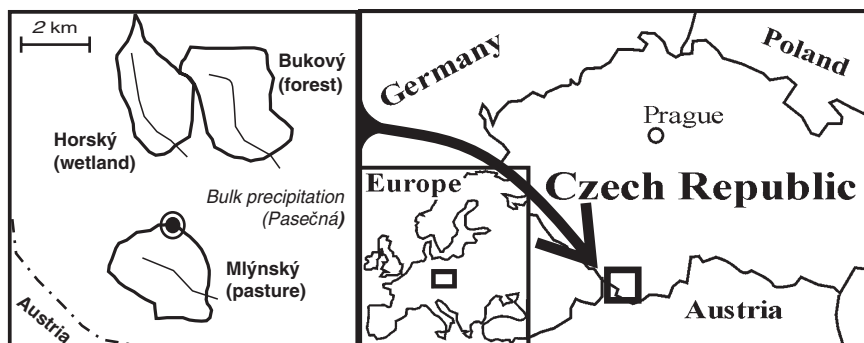 2 km
Bukový
(forest)
Horský
(wetland)
Bulk precipitation
(Pasečná)
Mlýnský
(pasture)
Austria
Germany
Poland
Prague
Czech Republic
Europe
Austria